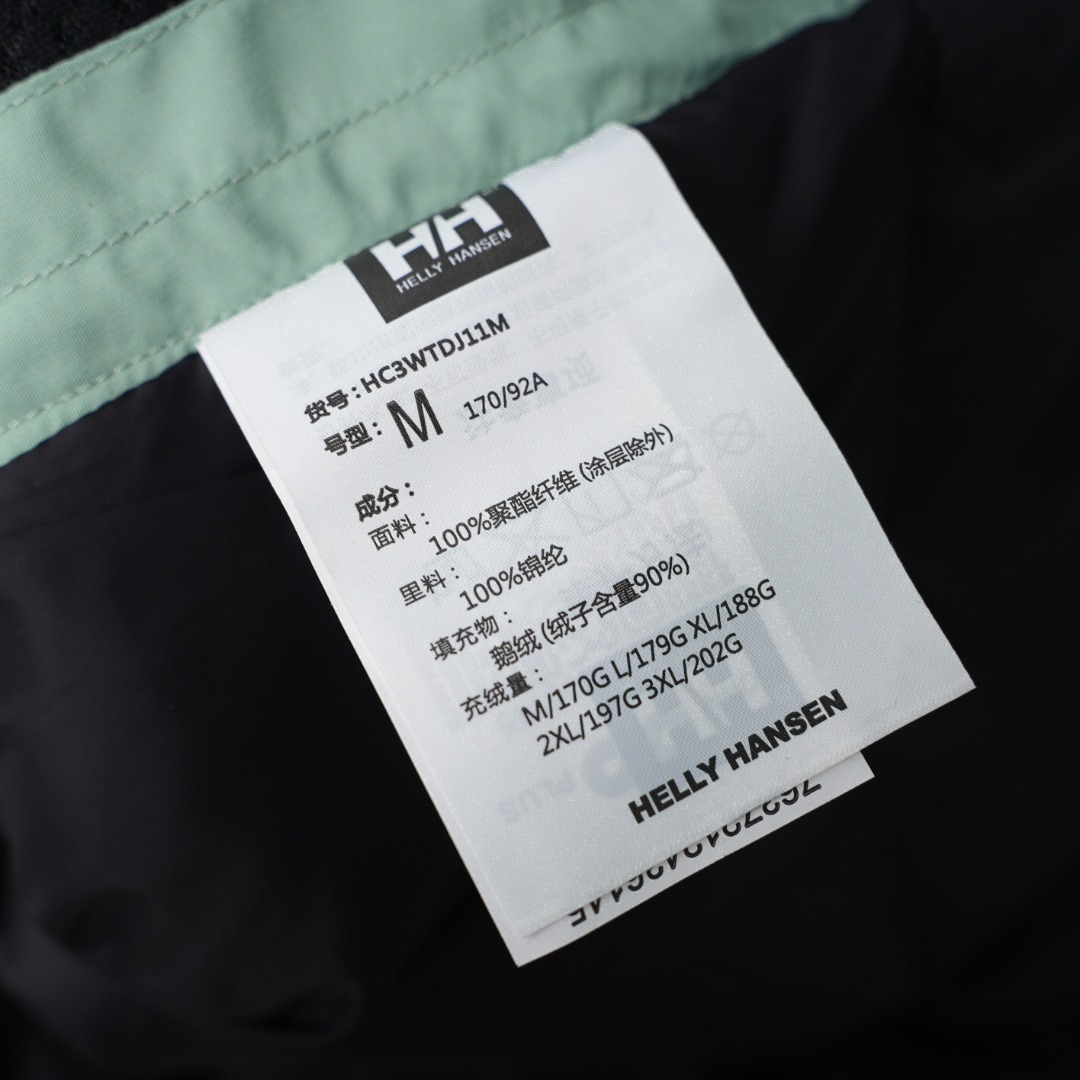 HH
HELLY HANSEN
货号：HC3WTDJ11M
号型：M 170/92A
成分：
面料：
100%聚酯纤维(涂层除外)
里料：
100%锦纶
填充物：
鹅绒(绒子含量90%)
充绒量：
M/170G L/179G XL/188G
2XL/197G 3XL/202G
HELLY HANSEN